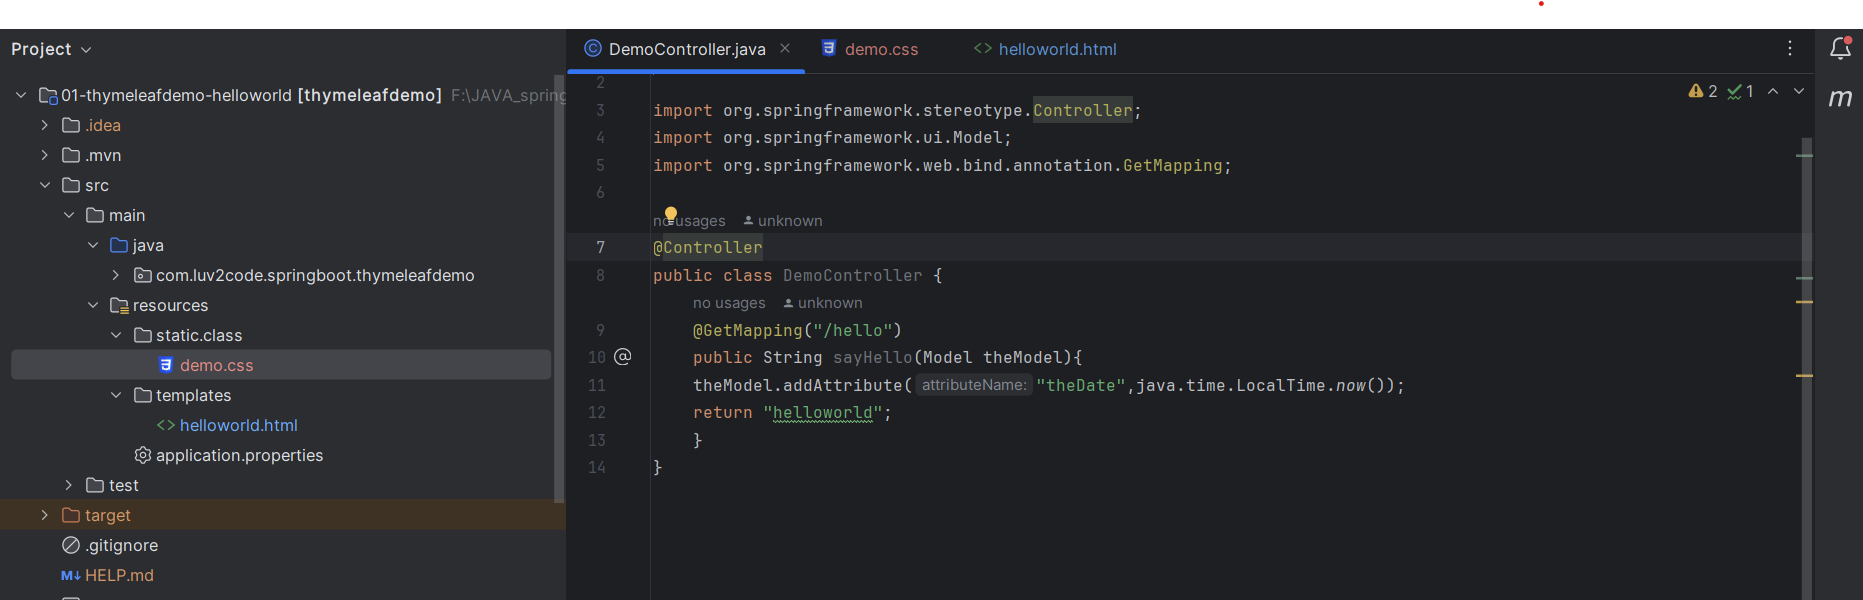 Project
01-thymeleafdemo-helloworld [thymeleafdemo] F:\JAVA_spring
.idea
.mvn
src
main
java
com.luv2code.springboot.thymeleafdemo
resources
static.class
demo.css
templates
helloworld.html
application.properties
test
target
.gitignore
M↓ HELP.md
DemoController.java
demo.css
helloworld.html
2 1
m
2
3 import org.springframework.stereotype.Controller;
4 import org.springframework.ui.Model;
5 import org.springframework.web.bind.annotation.GetMapping;
6
no usages unknown
7 @Controller
8 public class DemoController {
no usages unknown
9 @GetMapping("/hello")
10 @ public String sayHello(Model theModel){
11 theModel.addAttribute( attributeName: "theDate",java.time.LocalTime.now());
12 return "helloworld";
13 }
14 }